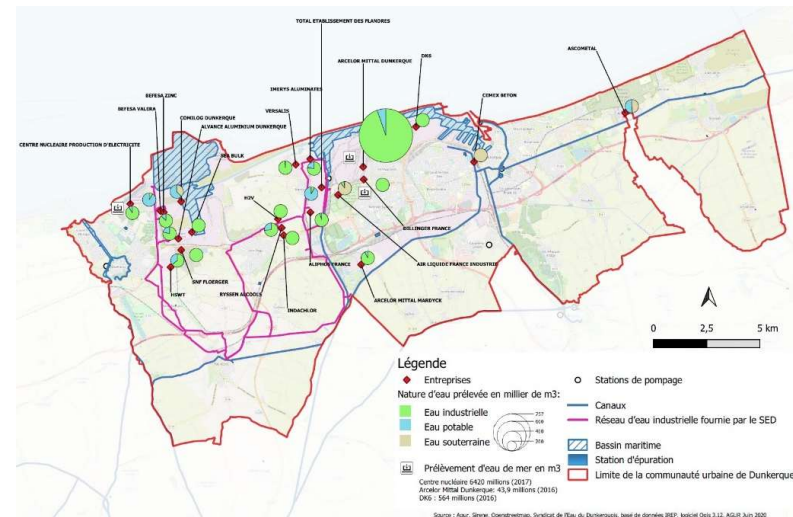 TOTAL ETABLISSEMENT DES FLANDRES
DK6
ARCELOR MITTAL DUNKERQUE
ASCOMETAL
IMERYS ALUMINATES
CIMEX BETON
BEFESA ZINC
VERSALIS
BEFESA VALERA
COMILOG DUNKERQUE
ALVANCE ALUMINIUM DUNKERQUE
CENTRE NUCLEAIRE PRODUCTION D'ELECTRICITE
SEA BULK
H2V
DILLINGER FRANCE
ALIPHOS FRANCE
AIR LIQUIDE FRANCE INDUSTRIE
SNF FLOERGER
HSWT
RYSSEN ALCOOLS
INDACHLOR
ARCELOR MITTAL MARDYCK
0 2,5 5 km
Légende
Entreprises
Nature d'eau prélevée en millier de m3:
Eau industrielle
Eau potable
Eau souterraine
Prélèvement d'eau de mer en m3
Centre nucléaire 6420 millions (2017)
Arcelor Mittal Dunkerque: 43,9 millions (2016)
DK6 : 564 millions (2016)
Stations de pompage
Canaux
Réseau d'eau industrielle fournie par le SED
Bassin maritime
Station d'épuration
Limite de la communauté urbaine de Dunkerque
Source : Agur, Sirene, Openstreetmap, Syndicat de l'Eau du Dunkerquois, basé de données IREP, logiciel Qgis 3.12, AGUR Juin 2020